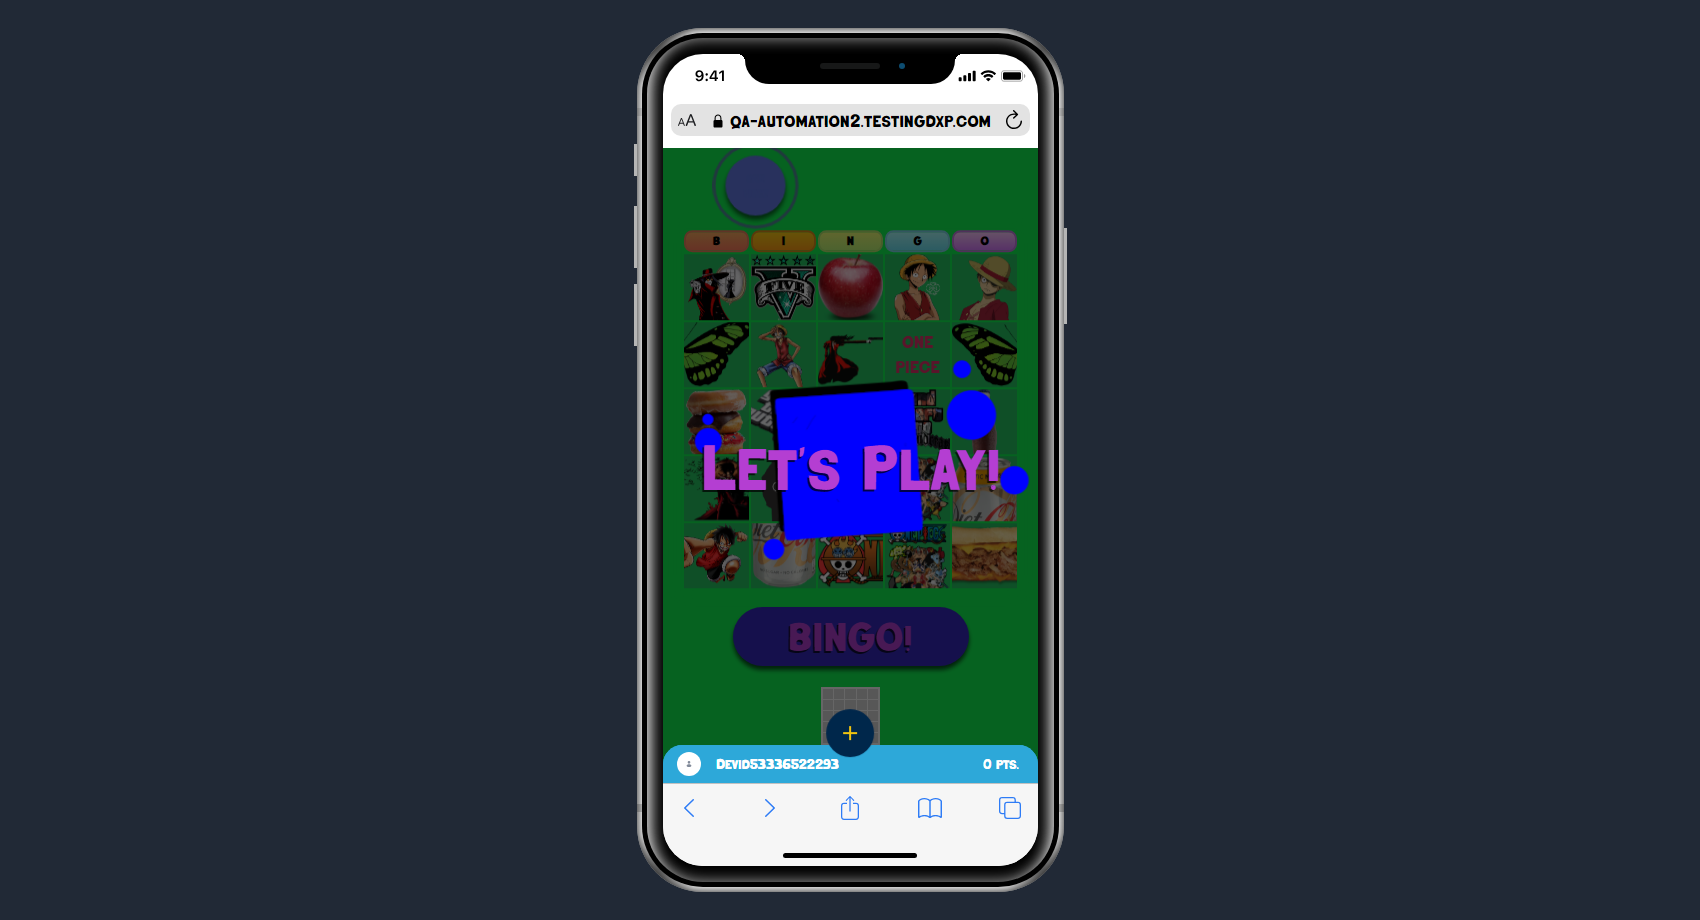 9:41
AA QA-AUTOMATION2.TESTINGDXP.COM
B I N G O
FIVE
ONE
PIECE
LET'S PLAY!
BINGO!
+
DEVID53336522293 0 PTS.